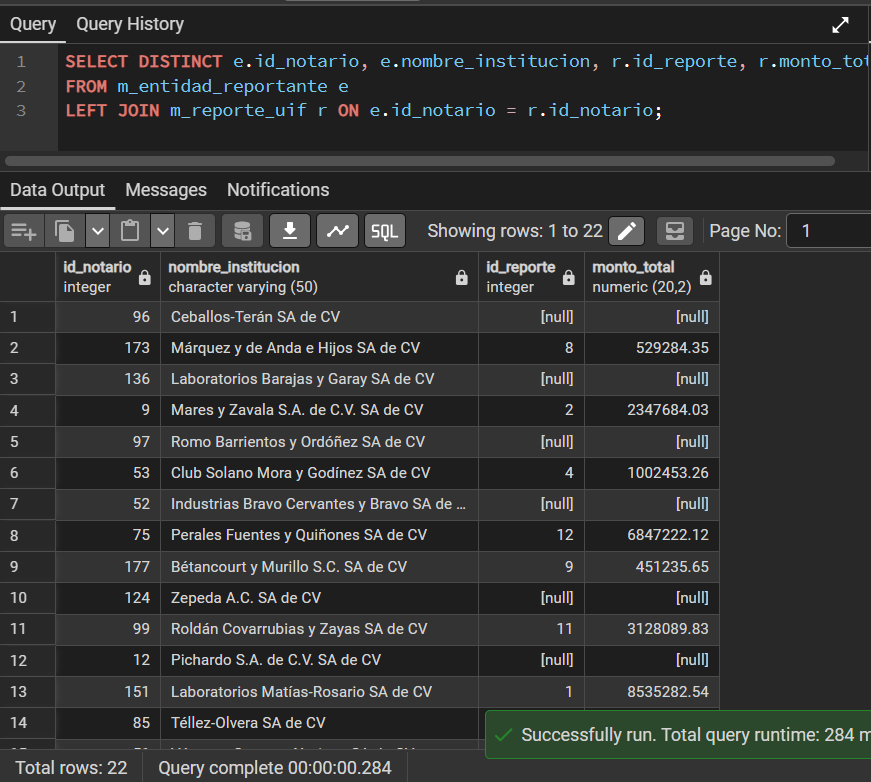 Query Query History
1 SELECT DISTINCT e.id_notario, e.nombre_institucion, r.id_reporte, r.monto_tot
2 FROM m_entidad_reportante e
3 LEFT JOIN m_reporte_uif r ON e.id_notario = r.id_notario;
Data Output Messages Notifications
SQL Showing rows: 1 to 22 Page No: 1
id_notario nombre_institucion id_reporte monto_total
integer character varying (50) integer numeric (20,2)
1 96 Ceballos-Terán SA de CV [null] [null]
2 173 Márquez y de Anda e Hijos SA de CV 8 529284.35
3 136 Laboratorios Barajas y Garay SA de CV [null] [null]
4 9 Mares y Zavala S.A. de C.V. SA de CV 2 2347684.03
5 97 Romo Barrientos y Ordóñez SA de CV [null] [null]
6 53 Club Solano Mora y Godínez SA de CV 4 1002453.26
7 52 Industrias Bravo Cervantes y Bravo SA de ... [null] [null]
8 75 Perales Fuentes y Quiñones SA de CV 12 6847222.12
9 177 Bétancourt y Murillo S.C. SA de CV 9 451235.65
10 124 Zepeda A.C. SA de CV [null] [null]
11 99 Roldán Covarrubias y Zayas SA de CV 11 3128089.83
12 12 Pichardo S.A. de C.V. SA de CV [null] [null]
13 151 Laboratorios Matías-Rosario SA de CV 1 8535282.54
14 85 Téllez-Olvera SA de CV
Successfully run. Total query runtime: 284 m
Total rows: 22 Query complete 00:00:00.284